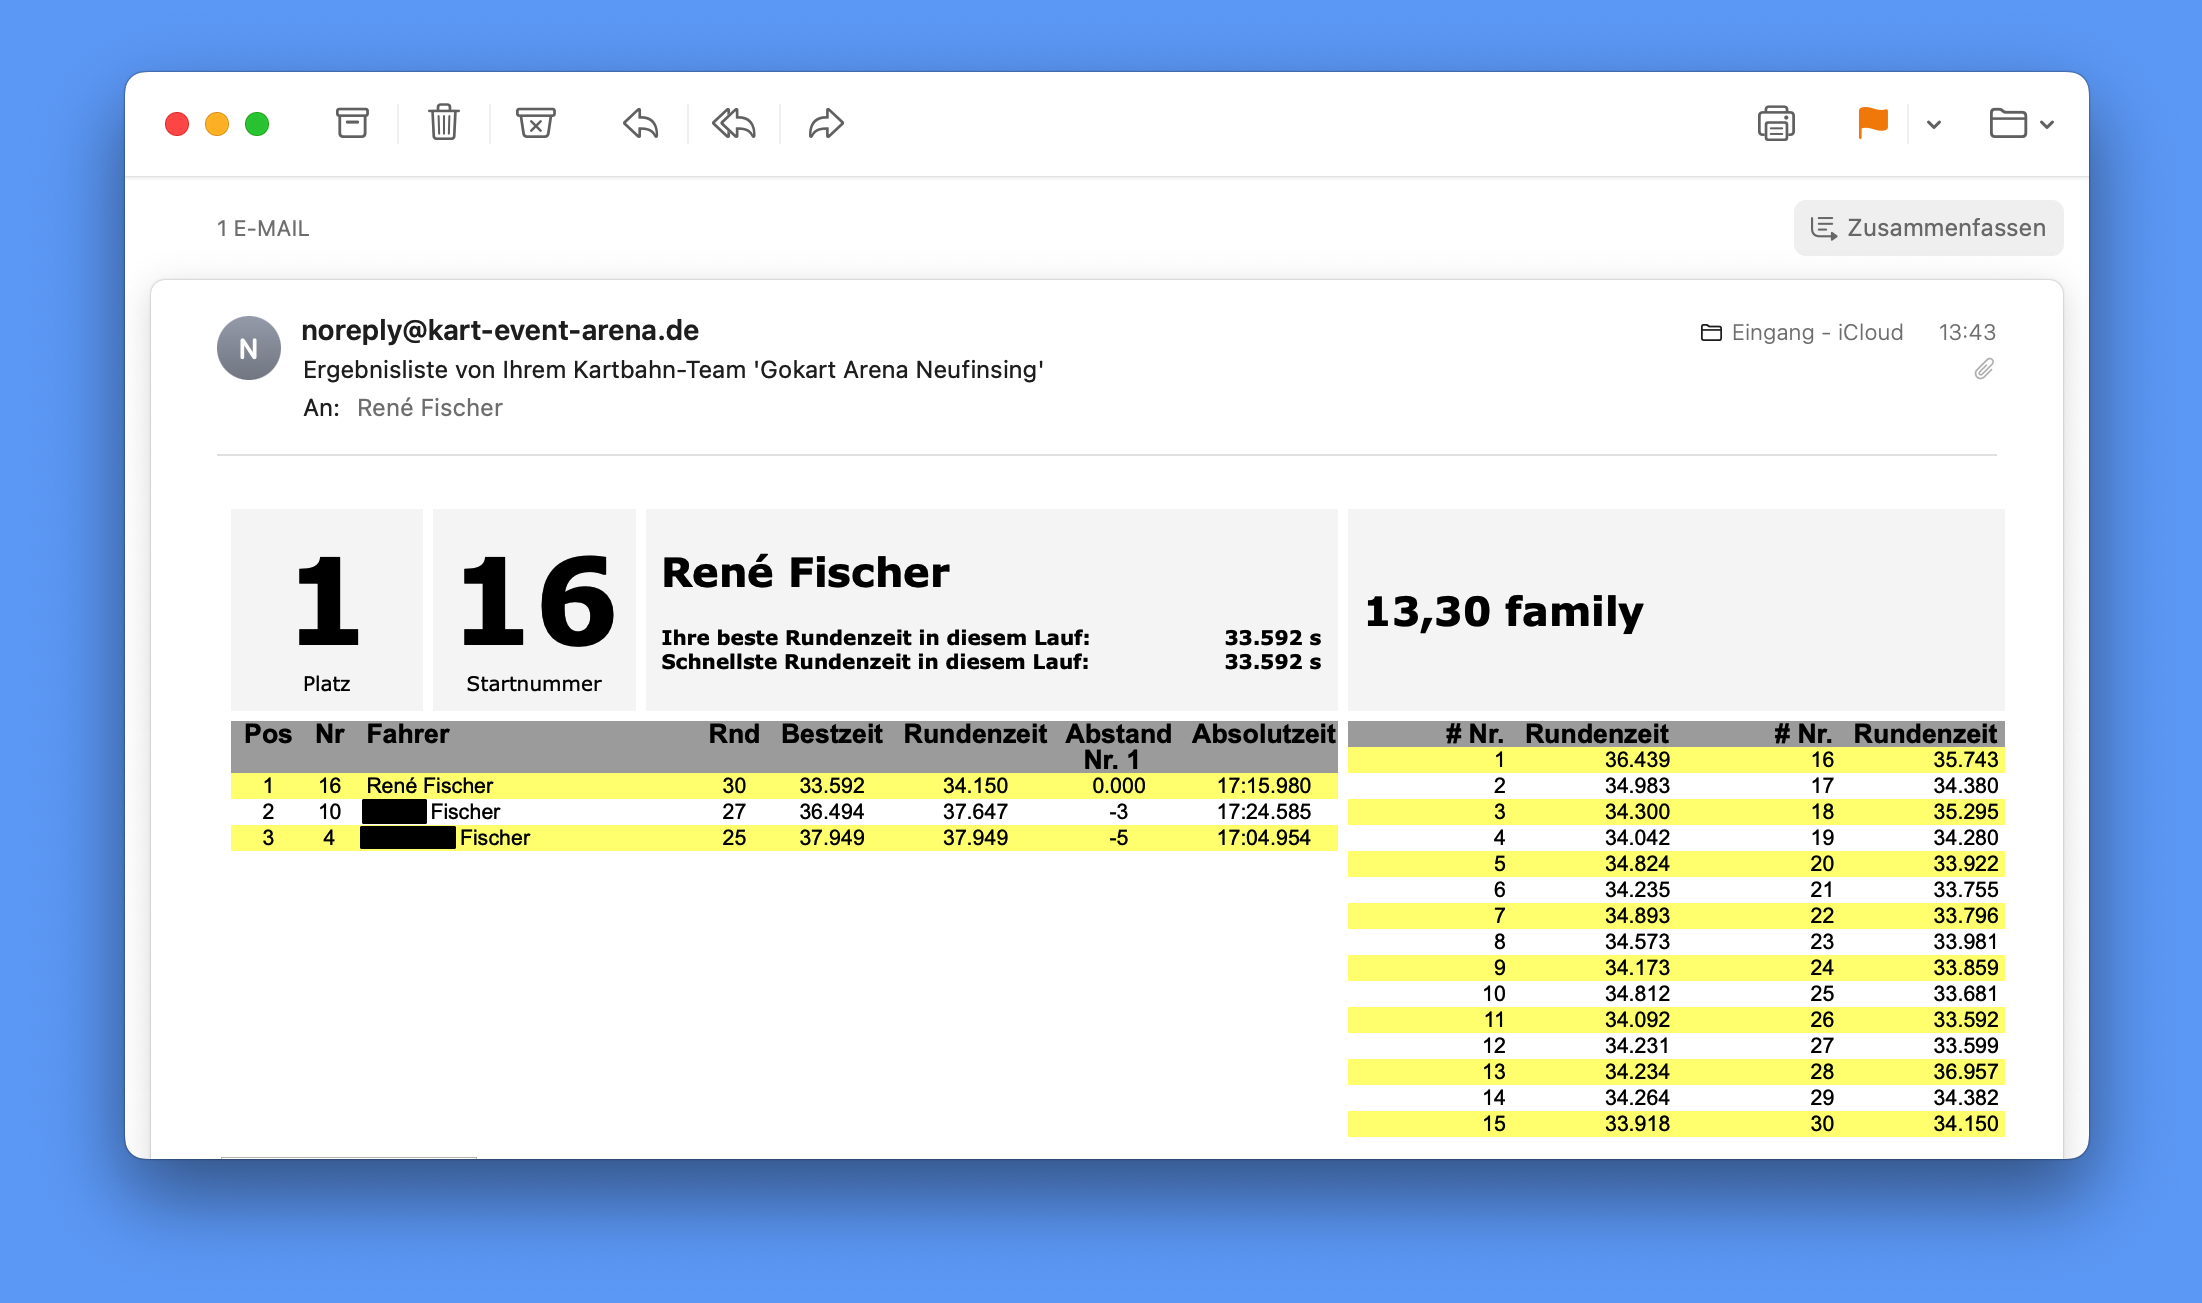 1 E-MAIL
Zusammenfassen
N
noreply@kart-event-arena.de
Eingang - iCloud 13:43
Ergebnisliste von Ihrem Kartbahn-Team 'Gokart Arena Neufinsing'
An: René Fischer
1
Platz
16
Startnummer
René Fischer
Ihre beste Rundenzeit in diesem Lauf: 33.592 s
Schnellste Rundenzeit in diesem Lauf: 33.592 s
13,30 family
Pos Nr Fahrer Rnd Bestzeit Rundenzeit Abstand Absolutzeit
Nr. 1
1 16 René Fischer 30 33.592 34.150 0.000 17:15.980
2 10 Fischer 27 36.494 37.647 -3 17:24.585
3 4 Fischer 25 37.949 37.949 -5 17:04.954
# Nr. Rundenzeit # Nr. Rundenzeit
1 36.439 16 35.743
2 34.983 17 34.380
3 34.300 18 35.295
4 34.042 19 34.280
5 34.824 20 33.922
6 34.235 21 33.755
7 34.893 22 33.796
8 34.573 23 33.981
9 34.173 24 33.859
10 34.812 25 33.681
11 34.092 26 33.592
12 34.231 27 33.599
13 34.234 28 36.957
14 34.264 29 34.382
15 33.918 30 34.150